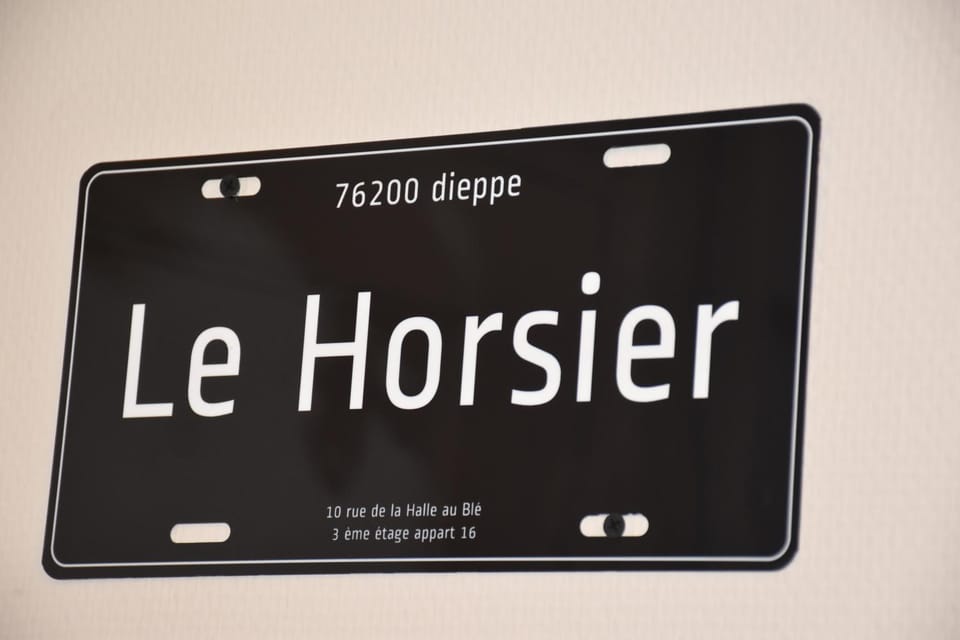 76200 dieppe
Le Horsier
10 rue de la Halle au Blé
3 ème étage appart 16